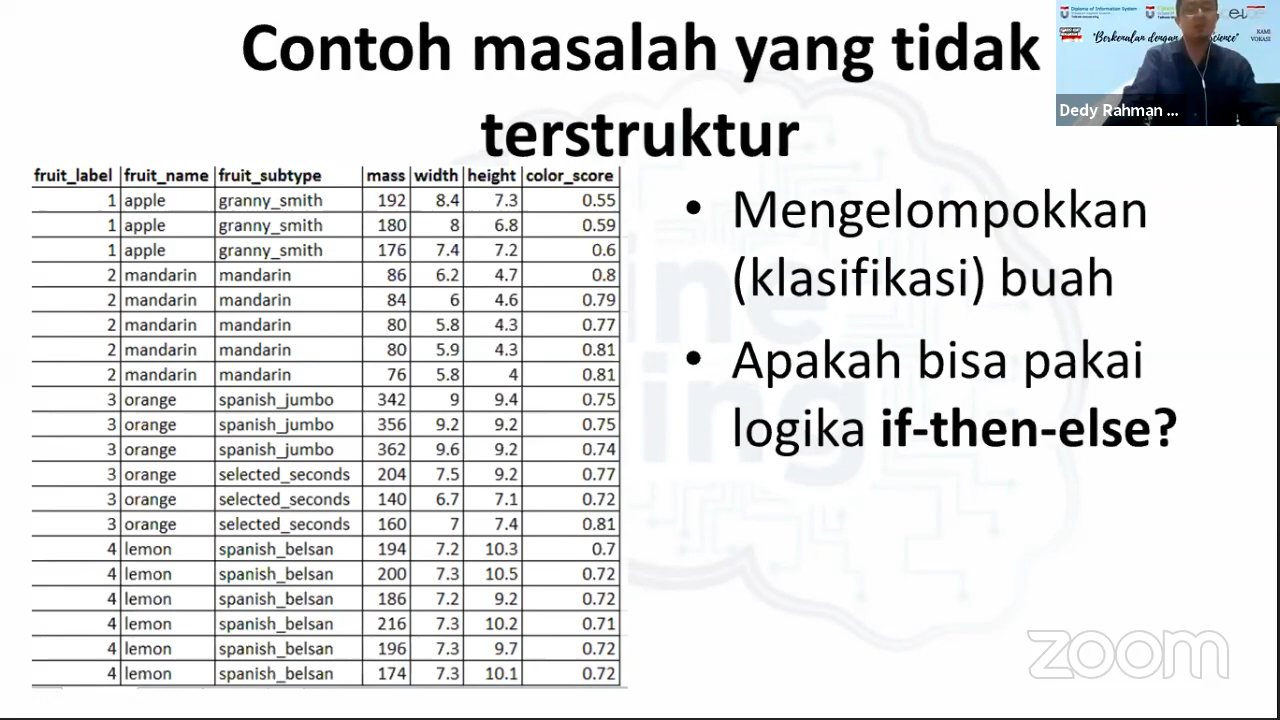 Contoh masalah yang tidak
terstruktur
Diploma of Information System
Telkom University
"Berkenalan dengan
KAMI
VOKASI
Dedy Rahman ...
fruit_label fruit_name fruit_subtype mass width height color_score
1 apple granny_smith 192 8.4 7.3 0.55
1 apple granny_smith 180 8 6.8 0.59
1 apple granny_smith 176 7.4 7.2 0.6
2 mandarin mandarin 86 6.2 4.7 0.8
2 mandarin mandarin 84 6 4.6 0.79
2 mandarin mandarin 80 5.8 4.3 0.77
2 mandarin mandarin 80 5.9 4.3 0.81
2 mandarin mandarin 76 5.8 4 0.81
3 orange spanish_jumbo 342 9 9.4 0.75
3 orange spanish_jumbo 356 9.2 9.2 0.75
3 orange spanish_jumbo 362 9.6 9.2 0.74
3 orange selected_seconds 204 7.5 9.2 0.77
3 orange selected_seconds 140 6.7 7.1 0.72
3 orange selected_seconds 160 7 7.4 0.81
4 lemon spanish_belsan 194 7.2 10.3 0.7
4 lemon spanish_belsan 200 7.3 10.5 0.72
4 lemon spanish_belsan 186 7.2 9.2 0.72
4 lemon spanish_belsan 216 7.3 10.2 0.71
4 lemon spanish_belsan 196 7.3 9.7 0.72
4 lemon spanish_belsan 174 7.3 10.1 0.72
• Mengelompokkan
(klasifikasi) buah
• Apakah bisa pakai
logika if-then-else?
zoom